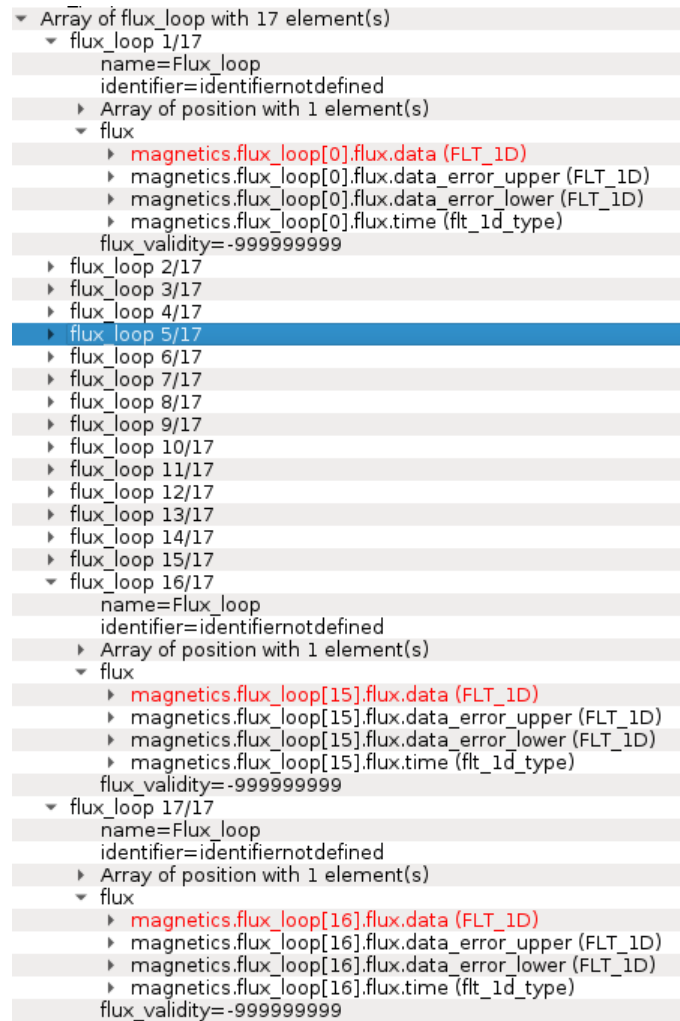 Array of flux_loop with 17 element(s)
flux_loop 1/17
name=Flux_loop
identifier=identifiernotdefined
Array of position with 1 element(s)
flux
magnetics.flux_loop[0].flux.data (FLT_1D)
magnetics.flux_loop[0].flux.data_error_upper (FLT_1D)
magnetics.flux_loop[0].flux.data_error_lower (FLT_1D)
magnetics.flux_loop[0].flux.time (flt_1d_type)
flux_validity=-999999999
flux_loop 2/17
flux_loop 3/17
flux_loop 4/17
flux_loop 5/17
flux_loop 6/17
flux_loop 7/17
flux_loop 8/17
flux_loop 9/17
flux_loop 10/17
flux_loop 11/17
flux_loop 12/17
flux_loop 13/17
flux_loop 14/17
flux_loop 15/17
flux_loop 16/17
name=Flux_loop
identifier=identifiernotdefined
Array of position with 1 element(s)
flux
magnetics.flux_loop[15].flux.data (FLT_1D)
magnetics.flux_loop[15].flux.data_error_upper (FLT_1D)
magnetics.flux_loop[15].flux.data_error_lower (FLT_1D)
magnetics.flux_loop[15].flux.time (flt_1d_type)
flux_validity=-999999999
flux_loop 17/17
name=Flux_loop
identifier=identifiernotdefined
Array of position with 1 element(s)
flux
magnetics.flux_loop[16].flux.data (FLT_1D)
magnetics.flux_loop[16].flux.data_error_upper (FLT_1D)
magnetics.flux_loop[16].flux.data_error_lower (FLT_1D)
magnetics.flux_loop[16].flux.time (flt_1d_type)
flux_validity=-999999999